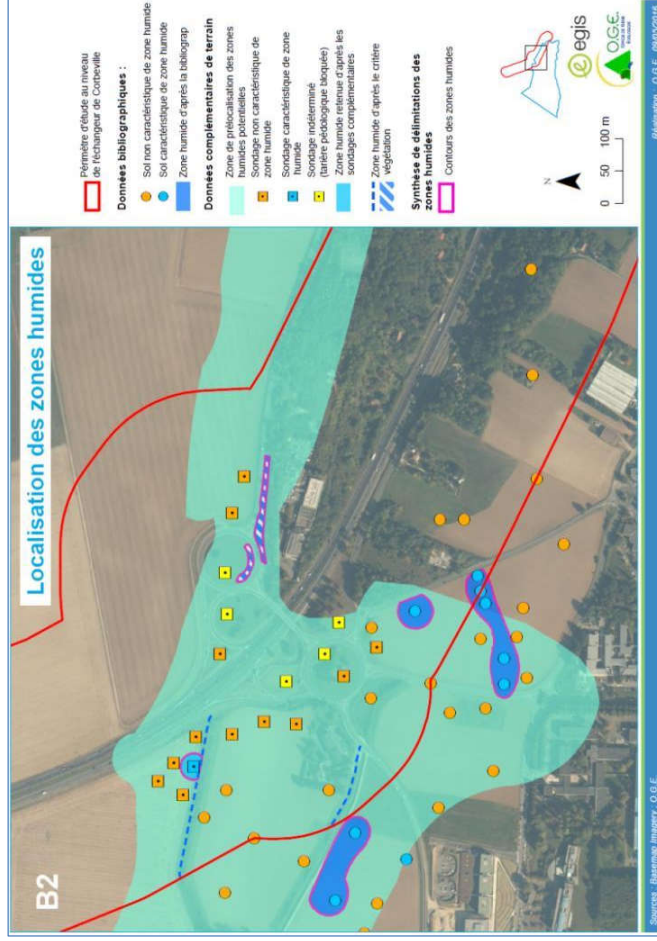 B2
Localisation des zones humides
Périmètre d'étude au niveau
de l'échangeur de Corbeville
Données bibliographiques :
Sol non caractéristique de zone humide
Sol caractéristique de zone humide
Zone humide d'après la bibliograp
Données complémentaires de terrain
Zone de prélocalisation des zones
humides potentielles
Sondage non caractéristique de
zone humide
Sondage caractéristique de zone
humide
Sondage indéterminé
(tarière pédologique bloquée)
Zone humide retenue d'après les
sondages complémentaires
Zone humide d'après le critère
végétation
Synthèse de délimitations des
zones humides
Contours des zones humides
N
0 50 100 m
egis
O.G.E.
Sources : Basemap Imagery ; O.G.E.
Réalisation : O.G.E. 09/05/2016